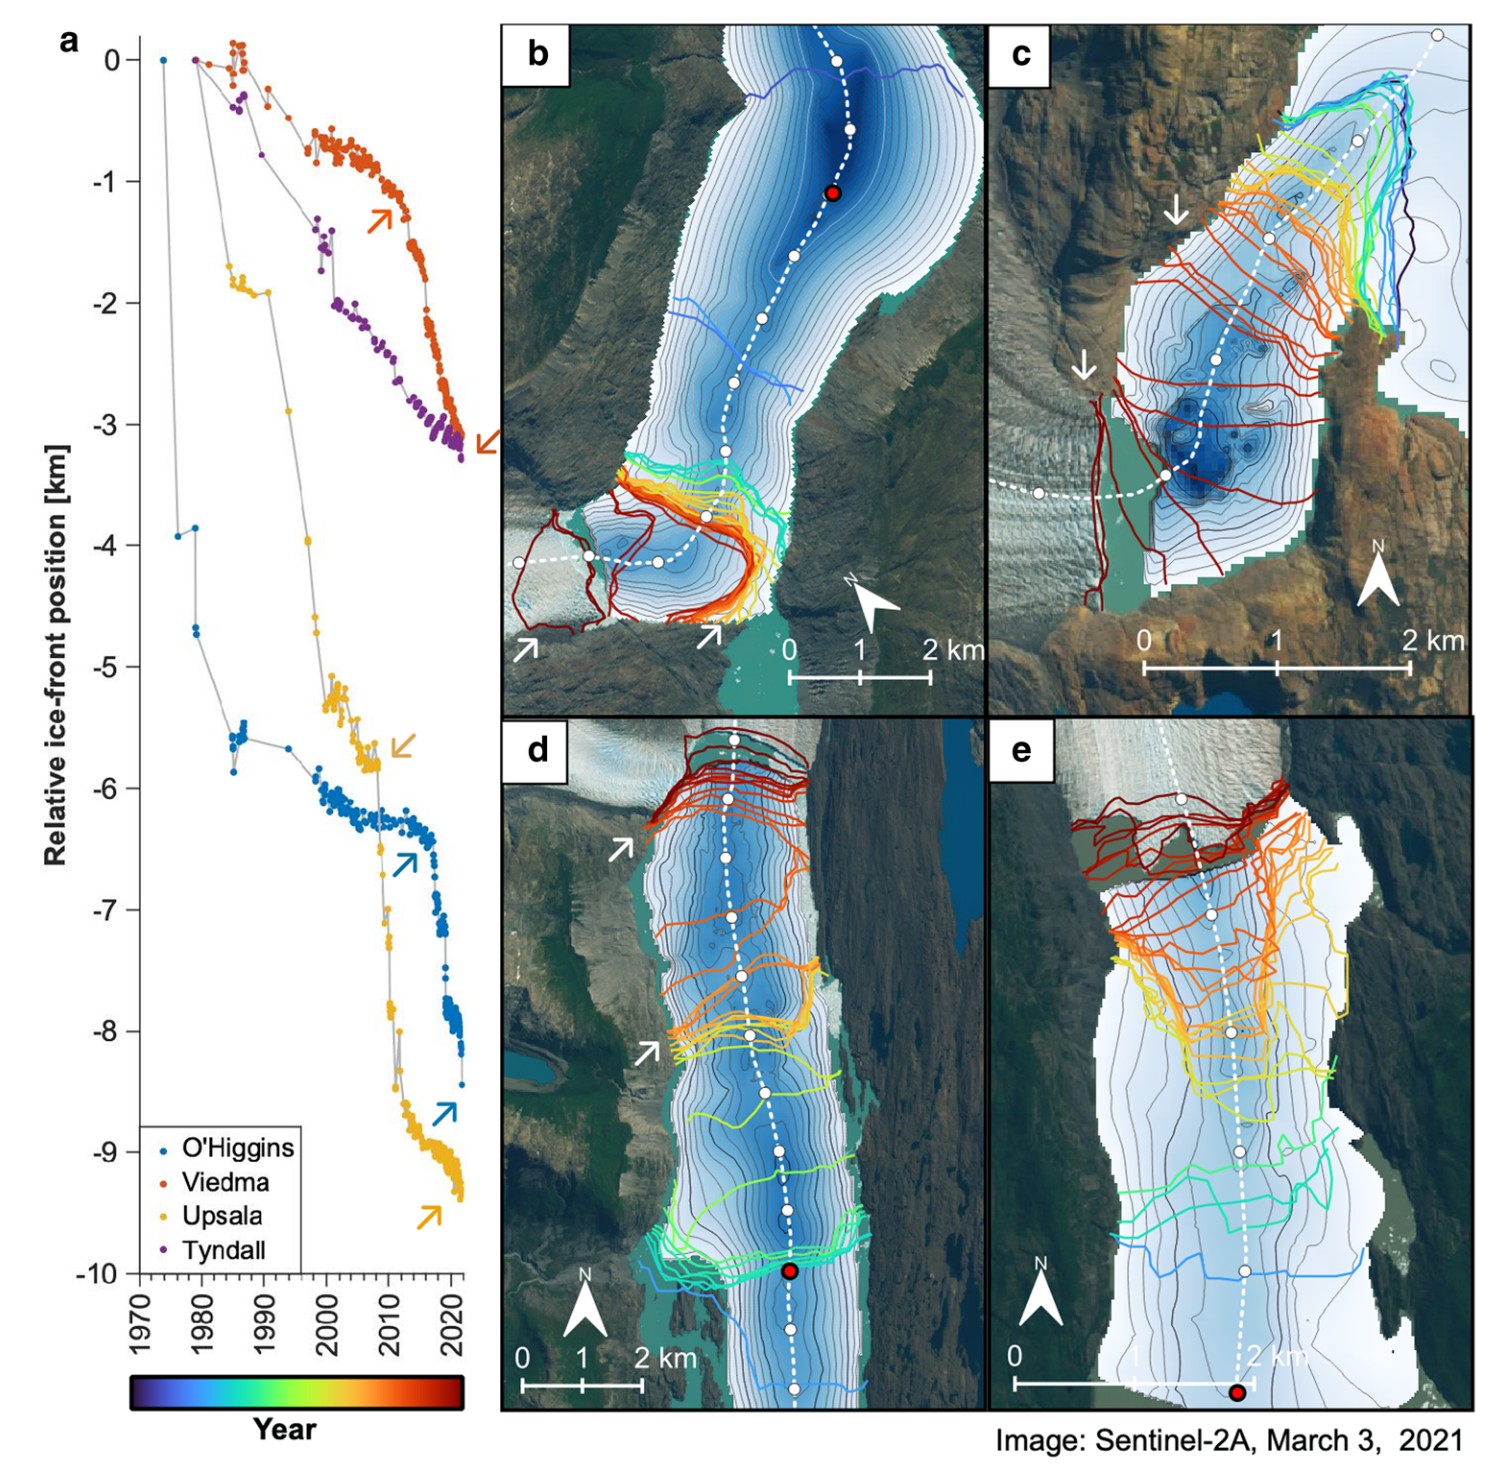 a
Relative ice-front position [km]
0
-1
-2
-3
-4
-5
-6
-7
-8
-9
-10
O'Higgins
Viedma
Upsala
Tyndall
1970
1980
1990
2000
2010
2020
Year
b
N
0 1 2 km
c
N
0 1 2 km
d
N
0 1 2 km
e
N
0 1 2 km
Image: Sentinel-2A, March 3, 2021